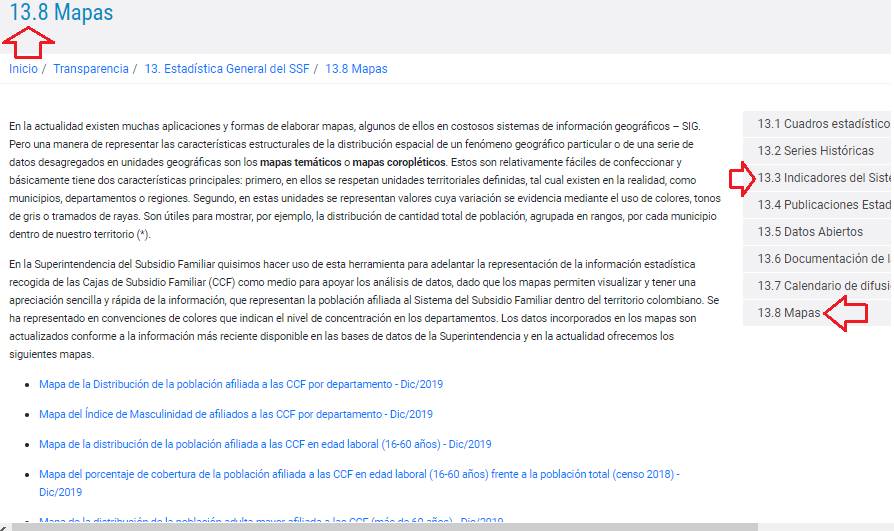 13.8 Mapas
Inicio / Transparencia / 13. Estadística General del SSF / 13.8 Mapas
En la actualidad existen muchas aplicaciones y formas de elaborar mapas, algunos de ellos en costosos sistemas de información geográficos – SIG.
Pero una manera de representar las características estructurales de la distribución espacial de un fenómeno geográfico particular o de una serie de
datos desagregados en unidades geográficas son los mapas temáticos o mapas coropléticos. Estos son relativamente fáciles de confeccionar y
básicamente tiene dos características principales: primero, en ellos se respetan unidades territoriales definidas, tal cual existen en la realidad, como
municipios, departamentos o regiones. Segundo, en estas unidades se representan valores cuya variación se evidencia mediante el uso de colores, tonos
de gris o tramados de rayas. Son útiles para mostrar, por ejemplo, la distribución de cantidad total de población, agrupada en rangos, por cada municipio
dentro de nuestro territorio (*).
En la Superintendencia del Subsidio Familiar quisimos hacer uso de esta herramienta para adelantar la representación de la información estadística
recogida de las Cajas de Subsidio Familiar (CCF) como medio para apoyar los análisis de datos, dado que los mapas permiten visualizar y tener una
apreciación sencilla y rápida de la información, que representan la población afiliada al Sistema del Subsidio Familiar dentro del territorio colombiano. Se
ha representado en convenciones de colores que indican el nivel de concentración en los departamentos. Los datos incorporados en los mapas son
actualizados conforme a la información más reciente disponible en las bases de datos de la Superintendencia y en la actualidad ofrecemos los
siguientes mapas.
Mapa de la Distribución de la población afiliada a las CCF por departamento - Dic/2019
Mapa del Índice de Masculinidad de afiliados a las CCF por departamento - Dic/2019
Mapa de la distribución de la población afiliada a las CCF en edad laboral (16-60 años) - Dic/2019
Mapa del porcentaje de cobertura de la población afiliada a las CCF en edad laboral (16-60 años) frente a la población total (censo 2018) -
Dic/2019
Mapa de la distribución de la población adulta mayor afiliada a las CCF (más de 60 años) - Dic/2019
13.1 Cuadros estadístico
13.2 Series Históricas
13.3 Indicadores del Siste
13.4 Publicaciones Estad
13.5 Datos Abiertos
13.6 Documentación de l
13.7 Calendario de difusi
13.8 Mapas